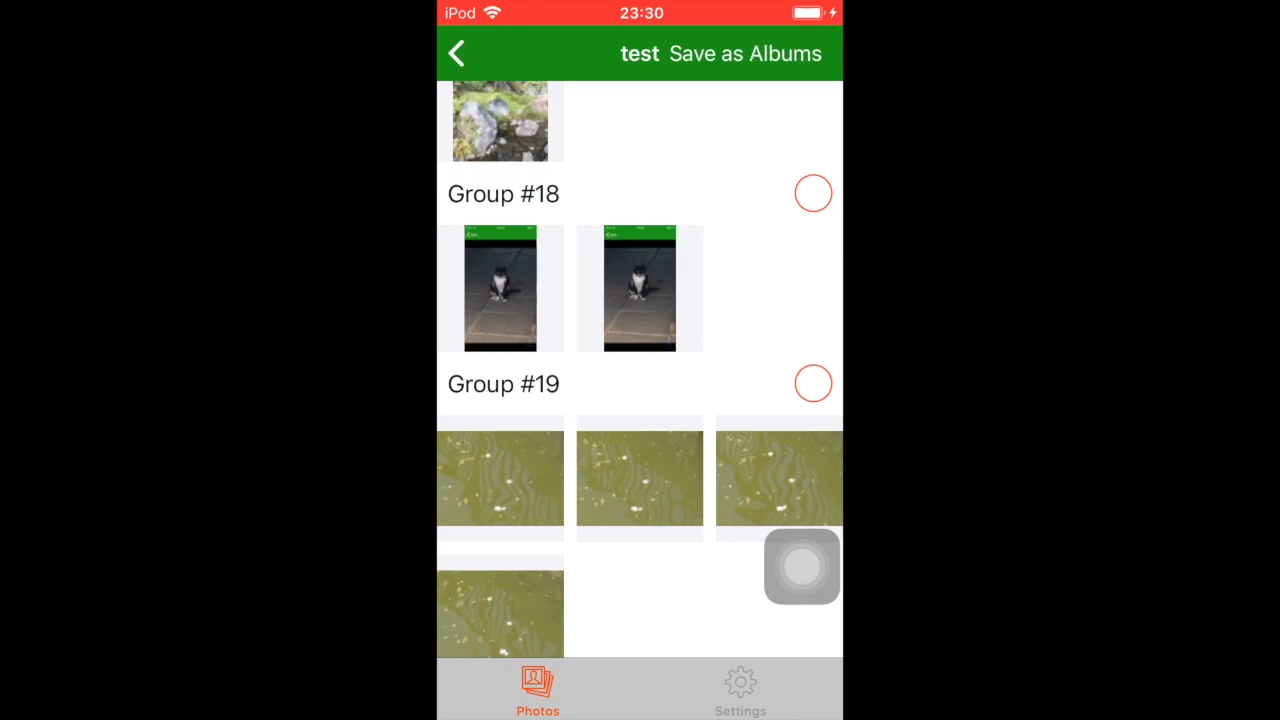 iPod 23:30
test Save as Albums
Group #18
Group #19
Photos Settings